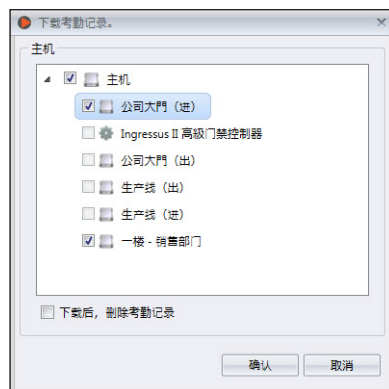 下载考勤记录。
主机
主机
公司大門（进）
Ingressus II 高級门禁控制器
公司大門（出）
生产线（出）
生产线（进）
一楼 - 销售部门
下载后，刪除考勤记录
确认
取消